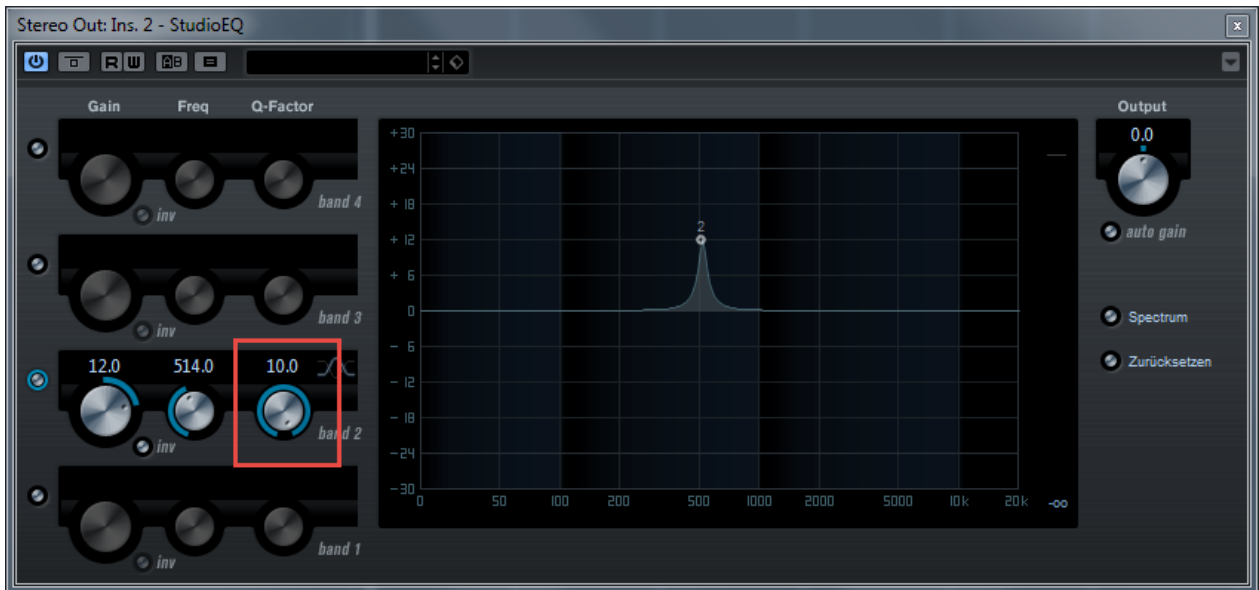 Stereo Out: Ins. 2 - StudioEQ x
R W AB
Gain Freq Q-Factor Output
0.0
inv band 4
auto gain
inv band 3
Spectrum
12.0 514.0 10.0
Zurücksetzen
inv band 2
inv band 1
+30
+24
+ 18
+ 12
+ 6
0
- 6
- 12
- 18
-24
-30
2
0 50 100 200 500 1000 2000 5000 10k 20k -∞